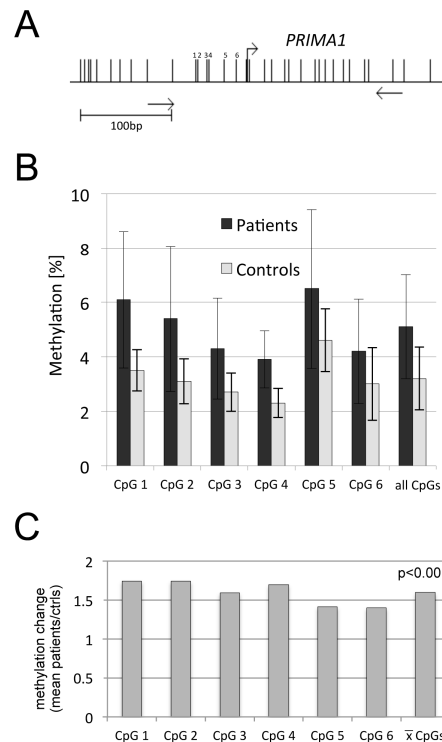 A
PRIMA1
1 2 3 4 5 6
100bp
B
10
8
6
4
2
0
Methylation [%]
Patients
Controls
CpG 1 CpG 2 CpG 3 CpG 4 CpG 5 CpG 6 all CpGs
C
2
1.5
1
0.5
0
methylation change
(mean patients/ctrls)
p<0.00
CpG 1 CpG 2 CpG 3 CpG 4 CpG 5 CpG 6 x̅ CpGs